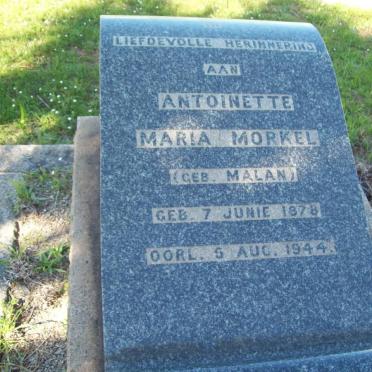 LIEFDEVOLLE HERINNERING
AAN
ANTOINETTE
MARIA MORKEL
(GEB. MALAN)
GEB. 7 JUNIE 1878
OORL. 5 AUG. 1944.